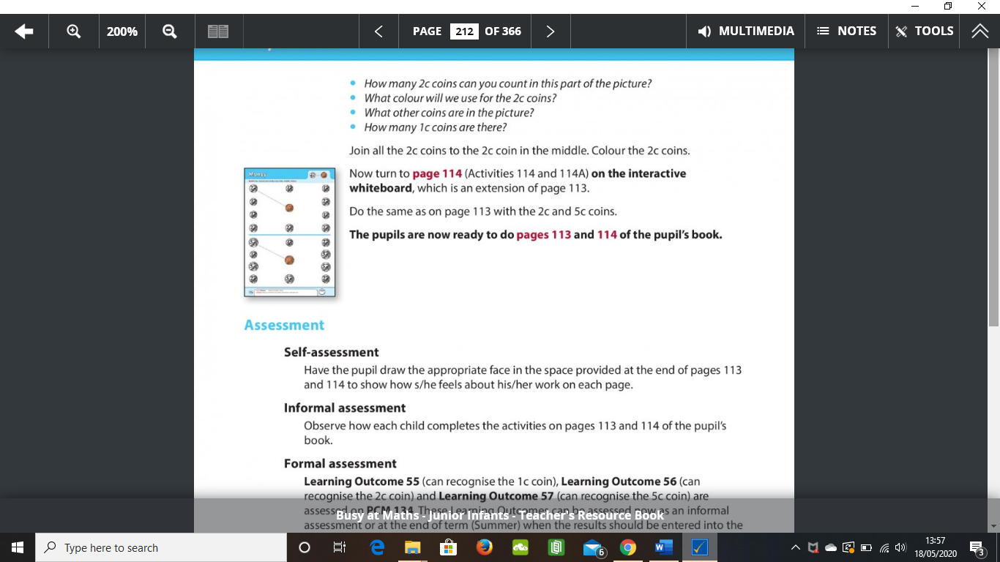 200%
PAGE 212 OF 366
MULTIMEDIA
NOTES
TOOLS
• How many 2c coins can you count in this part of the picture?
• What colour will we use for the 2c coins?
• What other coins are in the picture?
• How many 1c coins are there?
Join all the 2c coins to the 2c coin in the middle. Colour the 2c coins.
Money
Now turn to page 114 (Activities 114 and 114A) on the interactive
whiteboard, which is an extension of page 113.
Do the same as on page 113 with the 2c and 5c coins.
The pupils are now ready to do pages 113 and 114 of the pupil's book.
Assessment
Self-assessment
Have the pupil draw the appropriate face in the space provided at the end of pages 113
and 114 to show how s/he feels about his/her work on each page.
Informal assessment
Observe how each child completes the activities on pages 113 and 114 of the pupil's
book.
Formal assessment
Learning Outcome 55 (can recognise the 1c coin), Learning Outcome 56 (can
recognise the 2c coin) and Learning Outcome 57 (can recognise the 5c coin) are
assessed on PCM 134. These Learning Outcomes can be assessed now as an informal
Busy at Maths - Junior Infants - Teacher's Resource Book
assessment or at the end of term (Summer) when the results should be entered into the
Type here to search
6
13:57
18/05/2020
3